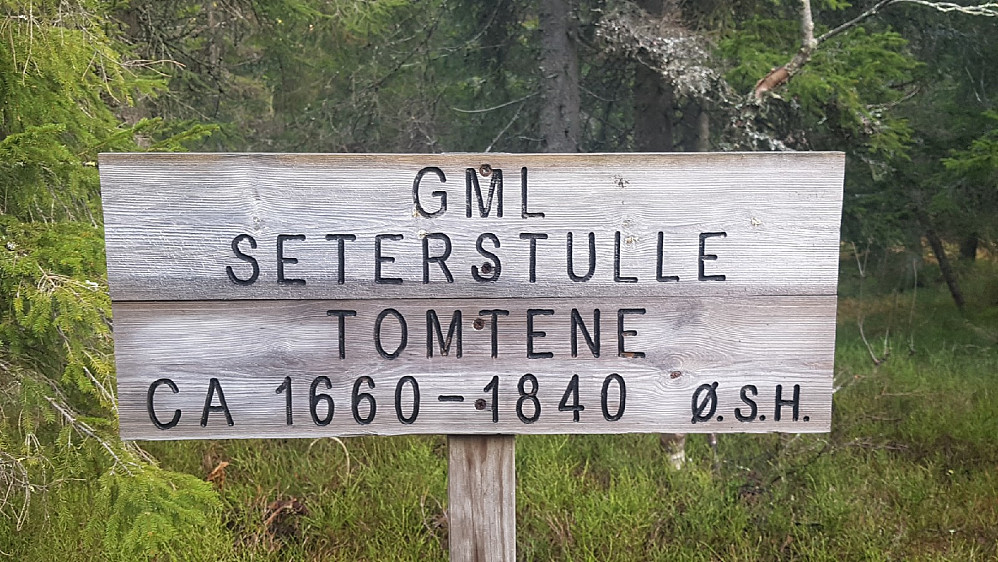 GML
SETERSTULLE
TOMTENE
CA 1660-1840 Ø.S.H.